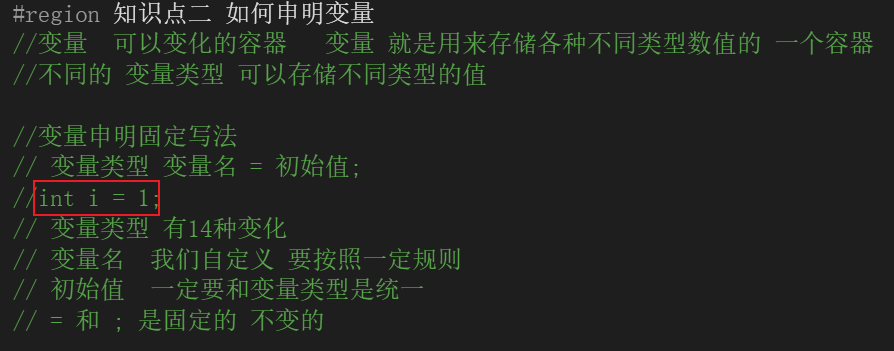 #region 知识点二 如何申明变量
//变量  可以变化的容器   变量 就是用来存储各种不同类型数值的 一个容器
//不同的 变量类型 可以存储不同类型的值
//变量申明固定写法
// 变量类型 变量名 = 初始值;
//int i = 1;
// 变量类型 有14种变化
// 变量名  我们自定义 要按照一定规则
// 初始值  一定要和变量类型是统一
// = 和 ; 是固定的 不变的